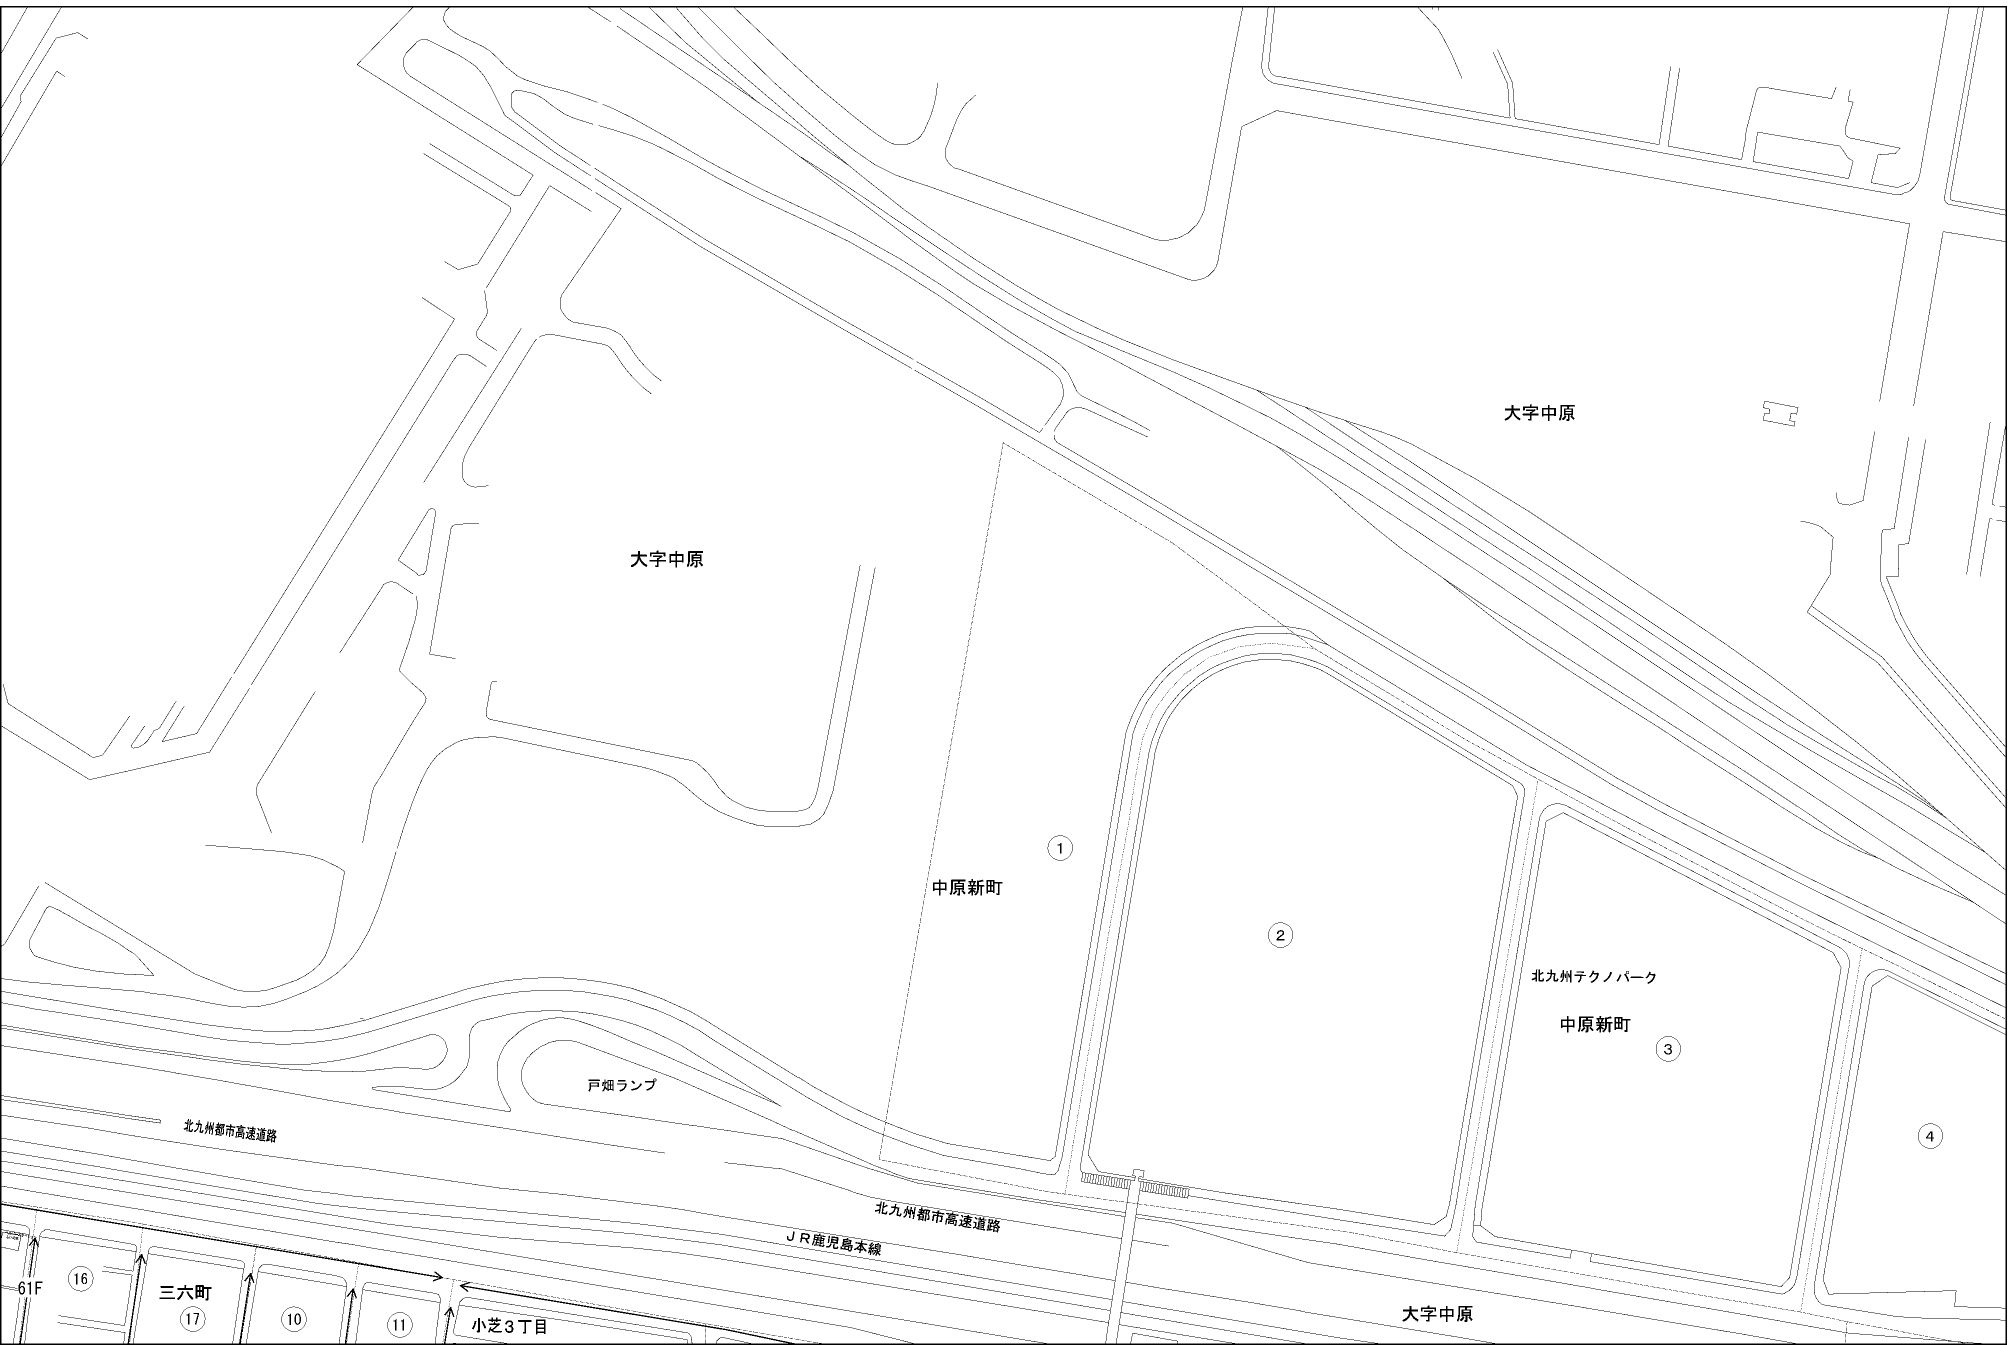 大字中原
大字中原
①
中原新町
②
北九州テクノパーク
中原新町
③
戸畑ランプ
④
北九州都市高速道路
北九州都市高速道路
JR鹿児島本線
61F
16
三六町
17
10
11
小芝3丁目
大字中原